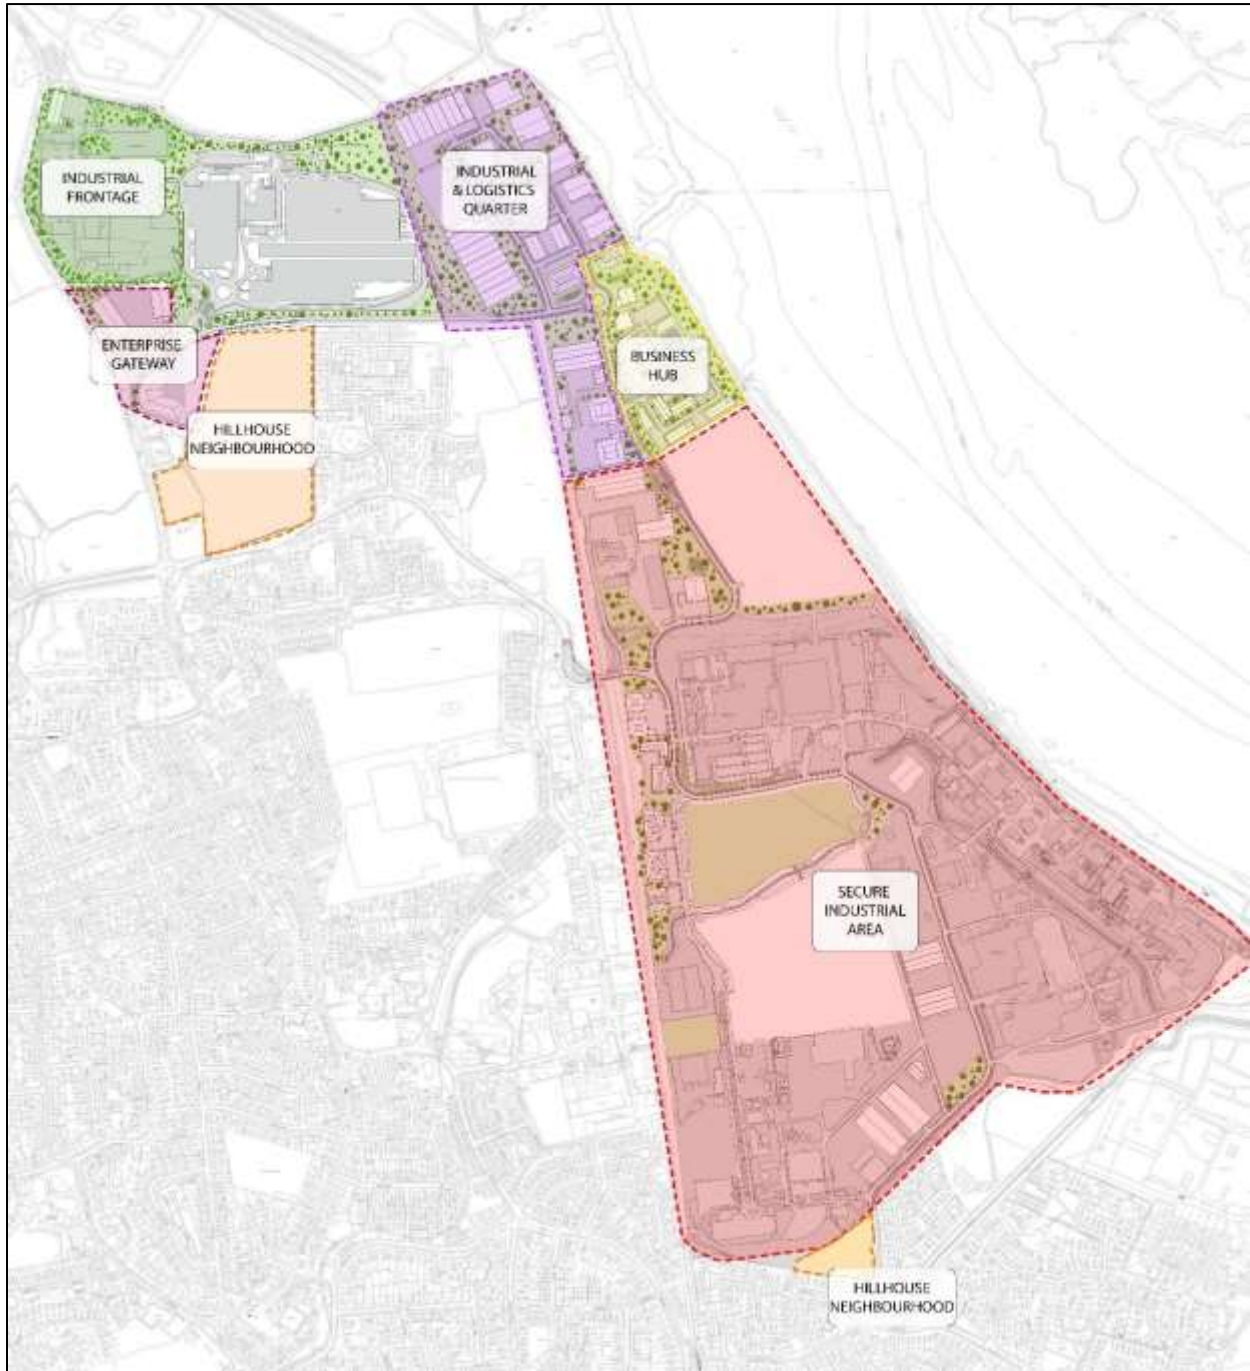 INDUSTRIAL
FRONTAGE
INDUSTRIAL
& LOGISTICS
QUARTER
ENTERPRISE
GATEWAY
BUSINESS
HUB
HILLHOUSE
NEIGHBOURHOOD
SECURE
INDUSTRIAL
AREA
HILLHOUSE
NEIGHBOURHOOD